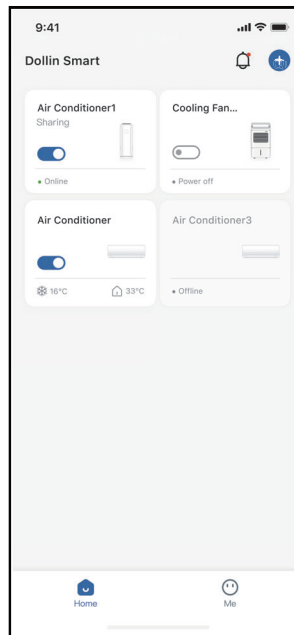 9:41
Dollin Smart
Air Conditioner1
Sharing
• Online
Cooling Fan...
• Power off
Air Conditioner
16°C
33°C
Air Conditioner3
• Offline
Home
Me